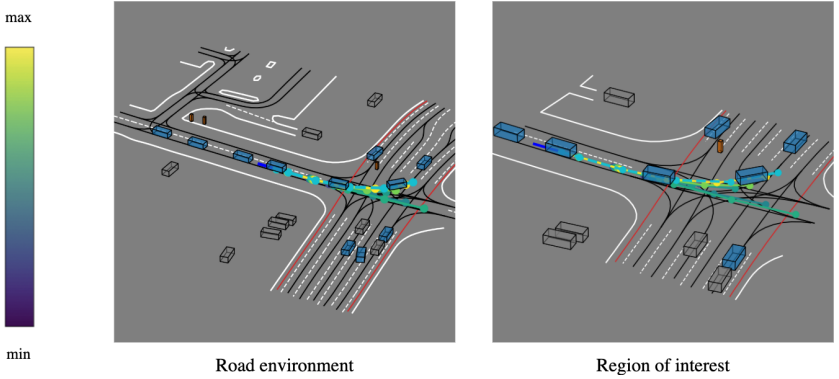 max
min
Road environment
Region of interest